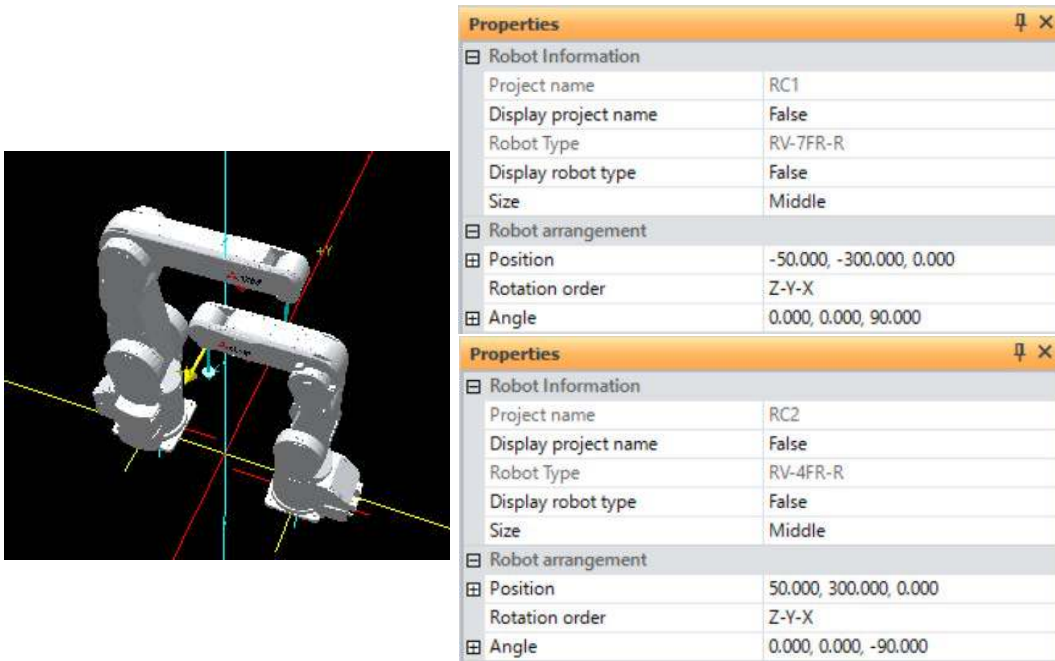 +Y
Properties
Robot Information
Project name RC1
Display project name False
Robot Type RV-7FR-R
Display robot type False
Size Middle
Robot arrangement
Position -50.000, -300.000, 0.000
Rotation order Z-Y-X
Angle 0.000, 0.000, 90.000
Properties
Robot Information
Project name RC2
Display project name False
Robot Type RV-4FR-R
Display robot type False
Size Middle
Robot arrangement
Position 50.000, 300.000, 0.000
Rotation order Z-Y-X
Angle 0.000, 0.000, -90.000